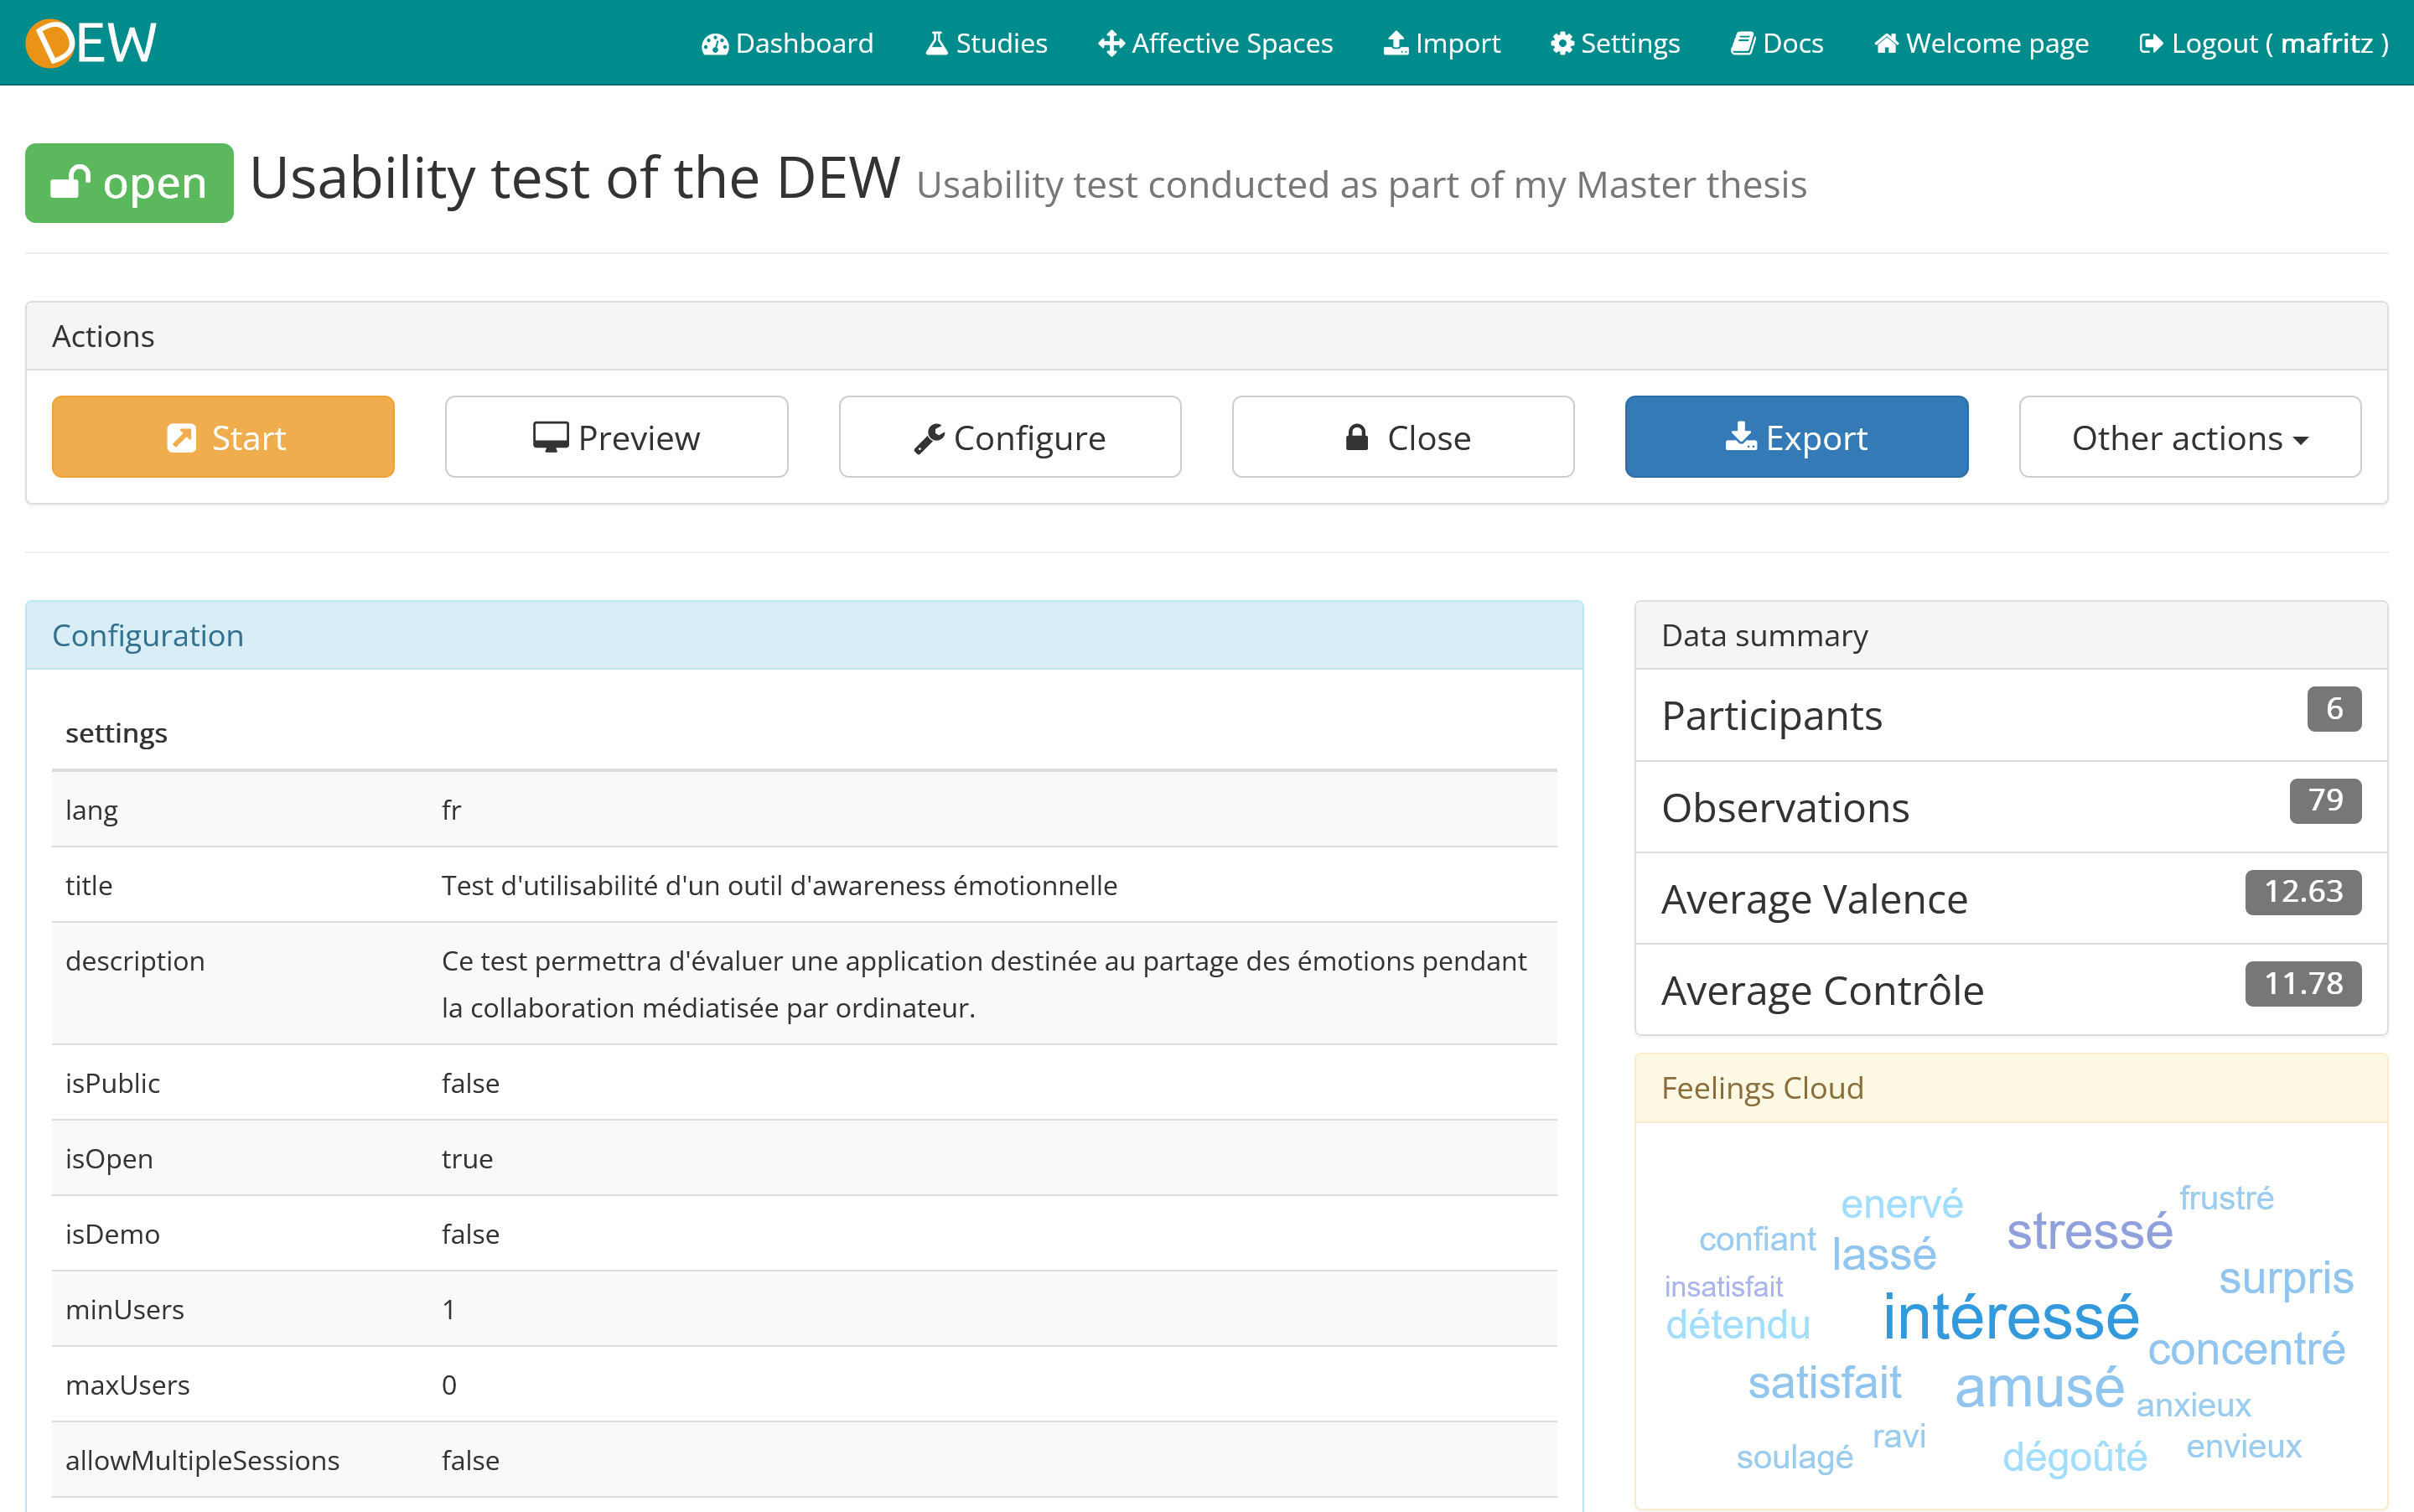 DEW
Dashboard Studies Affective Spaces Import Settings Docs Welcome page Logout ( mafritz )
open Usability test of the DEW Usability test conducted as part of my Master thesis
Actions
Start Preview Configure Close Export Other actions
Configuration
settings
lang fr
title Test d'utilisabilité d'un outil d'awareness émotionnelle
description Ce test permettra d'évaluer une application destinée au partage des émotions pendant
la collaboration médiatisée par ordinateur.
isPublic false
isOpen true
isDemo false
minUsers 1
maxUsers 0
allowMultipleSessions false
Data summary
Participants 6
Observations 79
Average Valence 12.63
Average Contrôle 11.78
Feelings Cloud
enervé frustré
confiant lassé stressé
insatisfait surpris
détendu intéressé
concentré
satisfait amusé anxieux
soulagé ravi dégoûté envieux